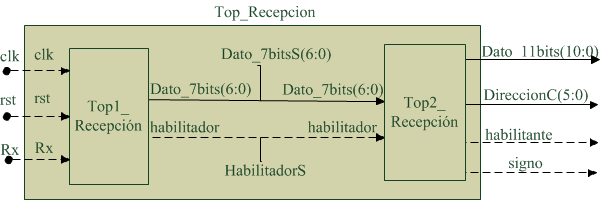 Top_Recepcion
clk clk
Dato_7bitsS(6:0)
Dato_11bits(10:0)
Dato_7bits(6:0) Dato_7bits(6:0)
rst rst
DireccionC(5:0)
Top1_
Recepción
Top2_
Recepción
habilitador habilitador
habilitante
Rx Rx
HabilitadorS
signo